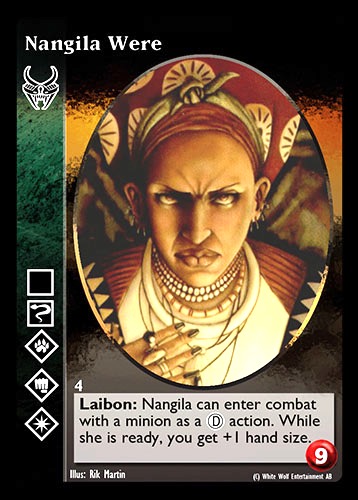 Nangila Were
4
Laibon: Nangila can enter combat
with a minion as a Ⓓ action. While
she is ready, you get +1 hand size.
9
Illus: Rik Martin
(C) White Wolf Entertainment AB